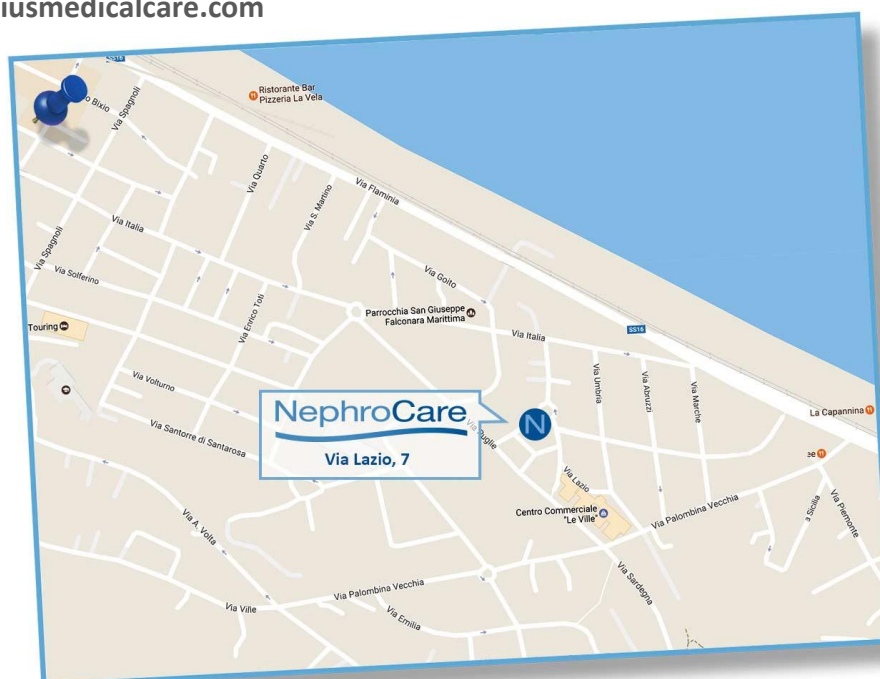 iusmedicalcare.com
SS16
Ristorante Bar
Pizzeria La Vela
o Bixio
Via Spagnoli
Via Quarto
Via S. Martino
Via Flaminia
Via Italia
Via Spagnoli
Via Solferino
Via Goito
Via Enrico Toti
Parrocchia San Giuseppe
Falconara Marittima
Touring
Via Italia
SS16
Via Volturno
Via Umbria
Via Abruzzi
Via Marche
NephroCare
Via Lazio, 7
N
Via Puglie
La Capannina
Via Santorre di Santarosa
ee
Via Lazio
Centro Commerciale
"Le Ville"
Via Palombina Vecchia
a Sicilia
Via Piemonte
Via A. Volta
Via Sardegna
Via Palombina Vecchia
Via Ville
Via Emilia